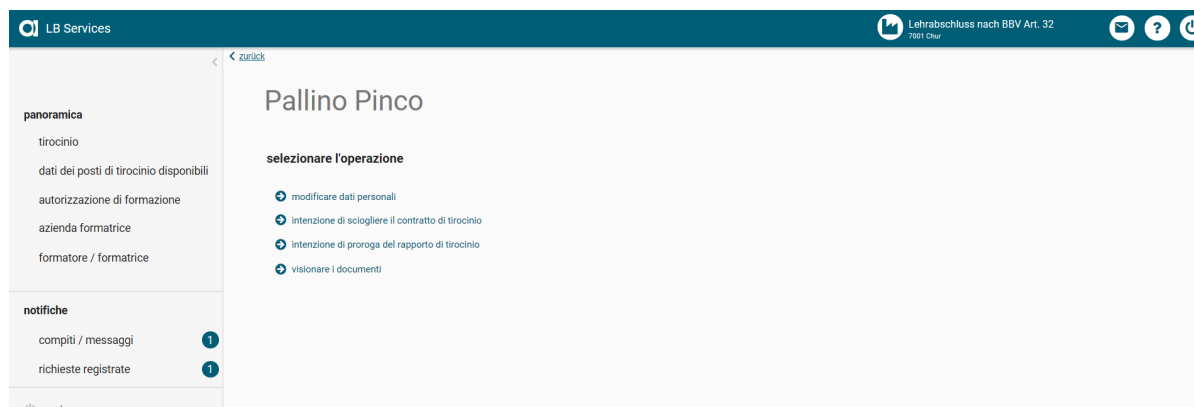 LB Services
Lehrabschluss nach BBV Art. 32
7001 Chur
?
zurück
Pallino Pinco
panoramica
tirocinio
dati dei posti di tirocinio disponibili
autorizzazione di formazione
azienda formatrice
formatore / formatrice
selezionare l'operazione
modificare dati personali
intenzione di sciogliere il contratto di tirocinio
intenzione di proroga del rapporto di tirocinio
visionare i documenti
notifiche
compiti / messaggi 1
richieste registrate 1